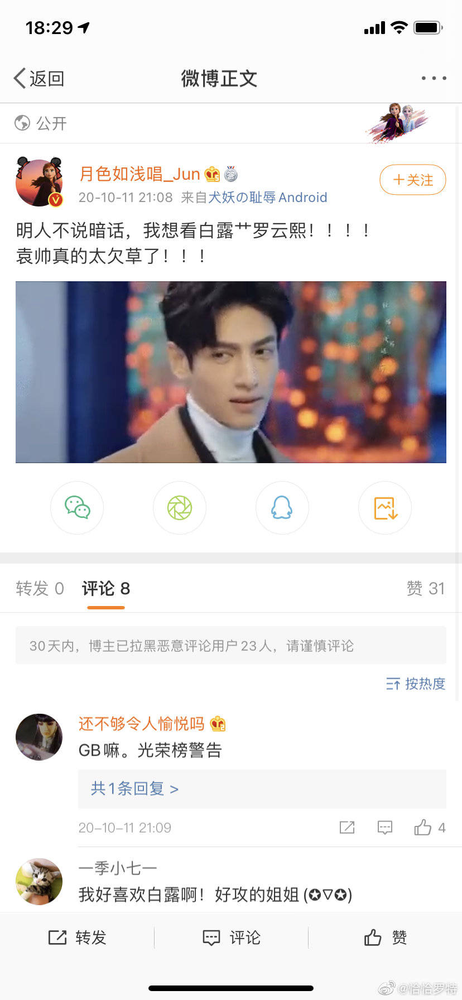 18:29
返回
微博正文
公开
月色如浅唱_Jun
20-10-11 21:08 来自犬妖の耻辱Android
+关注
明人不说暗话，我想看白露艹罗云熙！！！！
袁帅真的太欠草了！！！
转发 0 评论 8 赞 31
30天内，博主已拉黑恶意评论用户23人，请谨慎评论
按热度
还不够令人愉悦吗
GB嘛。光荣榜警告
共1条回复 >
20-10-11 21:09
4
一季小七一
我好喜欢白露啊！好攻的姐姐(✪▽✪)
转发 评论 赞
@恰恰罗特